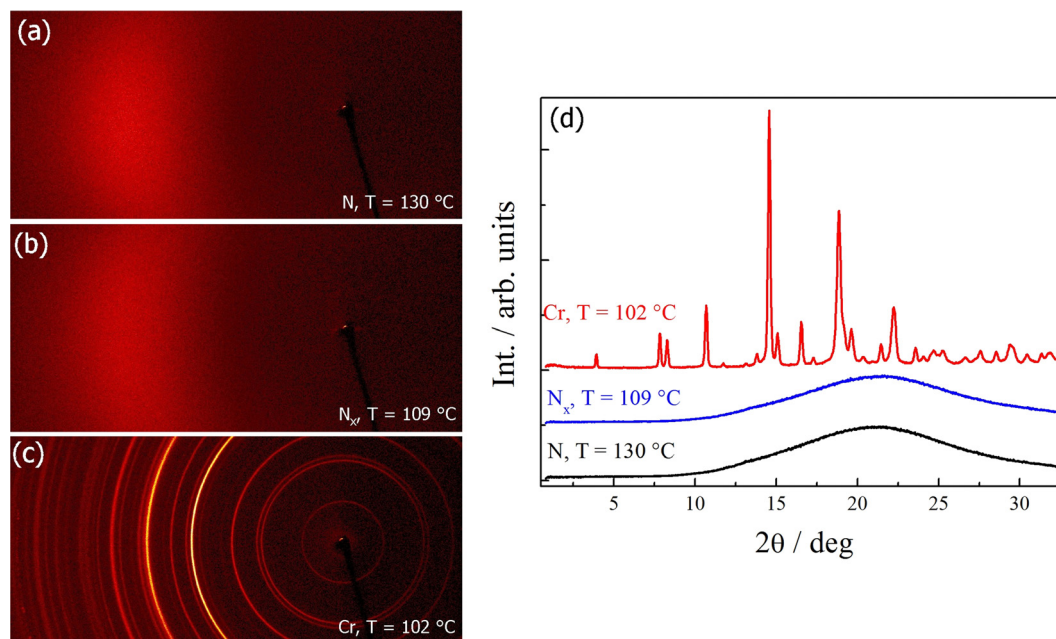 (a)
N, T = 130 °C
(b)
Nₓ, T = 109 °C
(c)
Cr, T = 102 °C
(d)
Int. / arb. units
Cr, T = 102 °C
Nₓ, T = 109 °C
N, T = 130 °C
5 10 15 20 25 30
2θ / deg